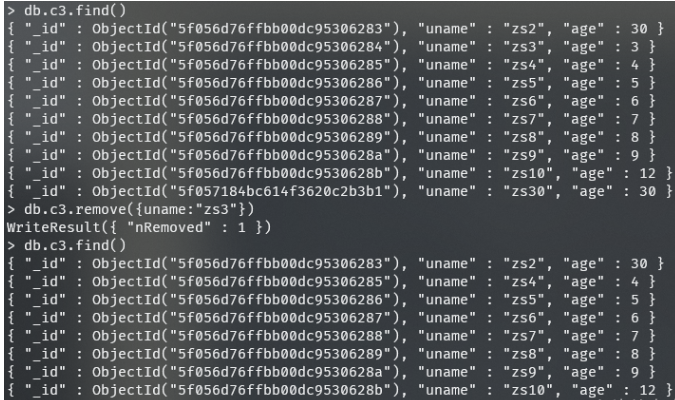 > db.c3.find()
{ "_id" : ObjectId("5f056d76ffbb00dc95306283"), "uname" : "zs2", "age" : 30 }
{ "_id" : ObjectId("5f056d76ffbb00dc95306284"), "uname" : "zs3", "age" : 3 }
{ "_id" : ObjectId("5f056d76ffbb00dc95306285"), "uname" : "zs4", "age" : 4 }
{ "_id" : ObjectId("5f056d76ffbb00dc95306286"), "uname" : "zs5", "age" : 5 }
{ "_id" : ObjectId("5f056d76ffbb00dc95306287"), "uname" : "zs6", "age" : 6 }
{ "_id" : ObjectId("5f056d76ffbb00dc95306288"), "uname" : "zs7", "age" : 7 }
{ "_id" : ObjectId("5f056d76ffbb00dc95306289"), "uname" : "zs8", "age" : 8 }
{ "_id" : ObjectId("5f056d76ffbb00dc9530628a"), "uname" : "zs9", "age" : 9 }
{ "_id" : ObjectId("5f056d76ffbb00dc9530628b"), "uname" : "zs10", "age" : 12 }
{ "_id" : ObjectId("5f057184bc614f3620c2b3b1"), "uname" : "zs30", "age" : 30 }
> db.c3.remove({uname:"zs3"})
WriteResult({ "nRemoved" : 1 })
> db.c3.find()
{ "_id" : ObjectId("5f056d76ffbb00dc95306283"), "uname" : "zs2", "age" : 30 }
{ "_id" : ObjectId("5f056d76ffbb00dc95306285"), "uname" : "zs4", "age" : 4 }
{ "_id" : ObjectId("5f056d76ffbb00dc95306286"), "uname" : "zs5", "age" : 5 }
{ "_id" : ObjectId("5f056d76ffbb00dc95306287"), "uname" : "zs6", "age" : 6 }
{ "_id" : ObjectId("5f056d76ffbb00dc95306288"), "uname" : "zs7", "age" : 7 }
{ "_id" : ObjectId("5f056d76ffbb00dc95306289"), "uname" : "zs8", "age" : 8 }
{ "_id" : ObjectId("5f056d76ffbb00dc9530628a"), "uname" : "zs9", "age" : 9 }
{ "_id" : ObjectId("5f056d76ffbb00dc9530628b"), "uname" : "zs10", "age" : 12 }